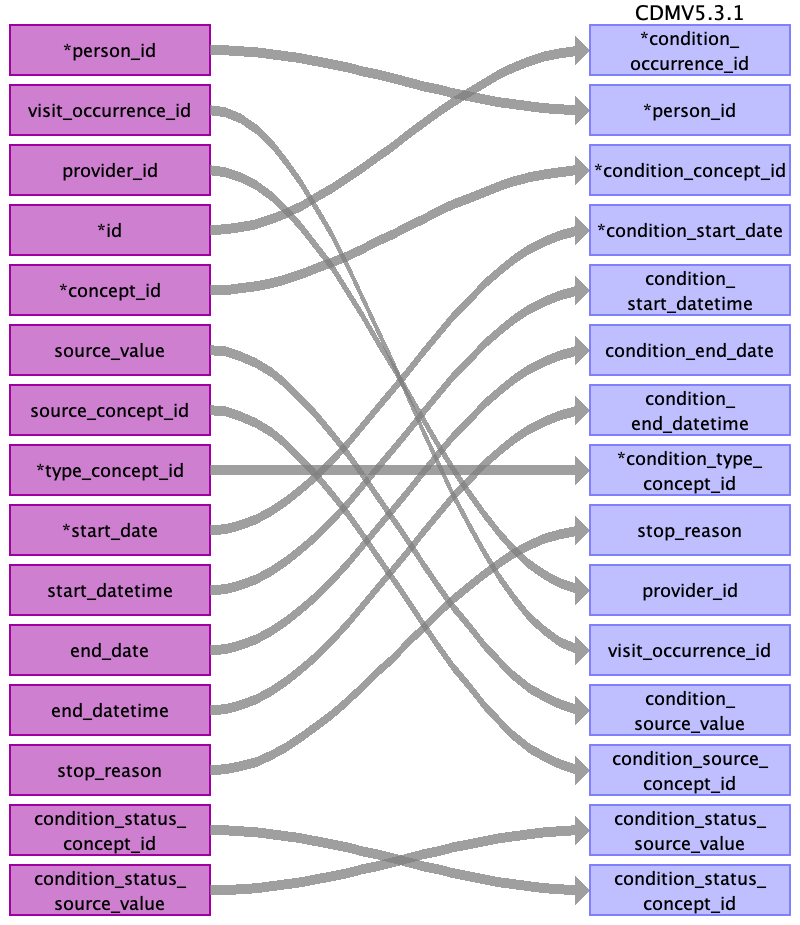 CDMV5.3.1
*person_id
visit_occurrence_id
provider_id
*id
*concept_id
source_value
source_concept_id
*type_concept_id
*start_date
start_datetime
end_date
end_datetime
stop_reason
condition_status_
concept_id
condition_status_
source_value
*condition_
occurrence_id
*person_id
*condition_concept_id
*condition_start_date
condition_
start_datetime
condition_end_date
condition_
end_datetime
*condition_type_
concept_id
stop_reason
provider_id
visit_occurrence_id
condition_
source_value
condition_source_
concept_id
condition_status_
source_value
condition_status_
concept_id